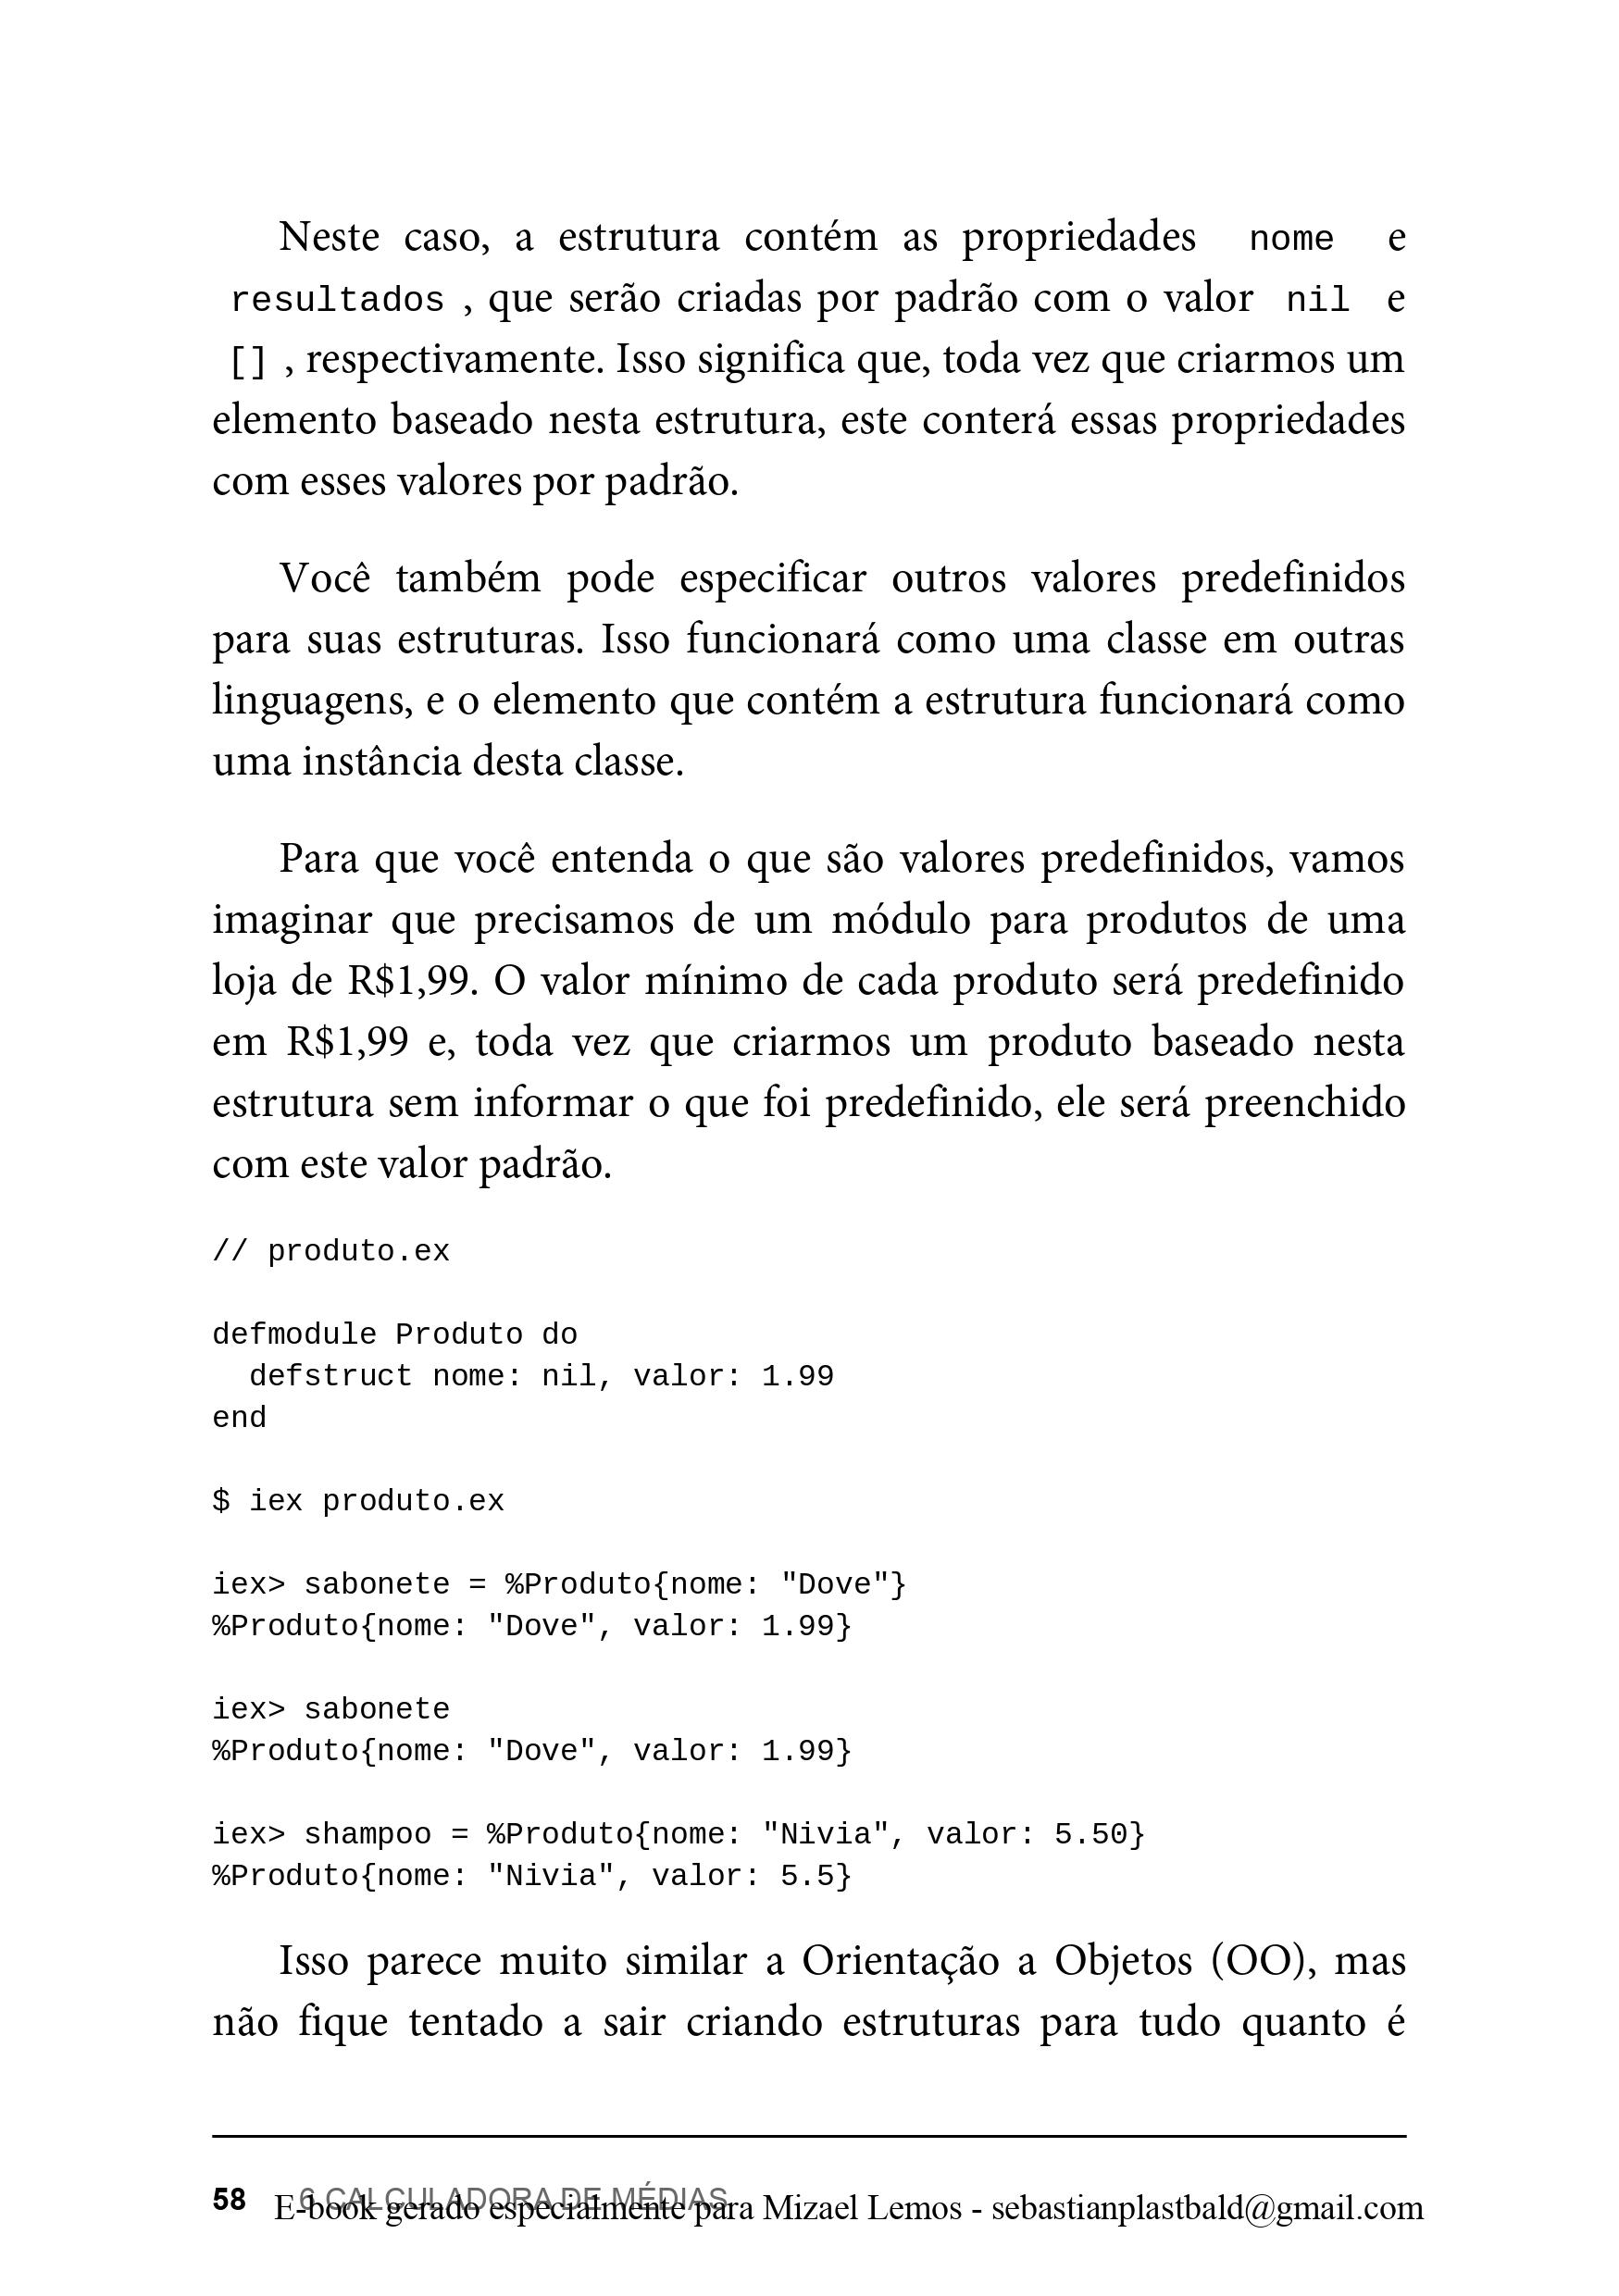 Neste caso, a estrutura contém as propriedades nome e
resultados , que serão criadas por padrão com o valor nil e
[] , respectivamente. Isso significa que, toda vez que criarmos um
elemento baseado nesta estrutura, este conterá essas propriedades
com esses valores por padrão.
Você também pode especificar outros valores predefinidos
para suas estruturas. Isso funcionará como uma classe em outras
linguagens, e o elemento que contém a estrutura funcionará como
uma instância desta classe.
Para que você entenda o que são valores predefinidos, vamos
imaginar que precisamos de um módulo para produtos de uma
loja de R$1,99. O valor mínimo de cada produto será predefinido
em R$1,99 e, toda vez que criarmos um produto baseado nesta
estrutura sem informar o que foi predefinido, ele será preenchido
com este valor padrão.
// produto.ex
defmodule Produto do
  defstruct nome: nil, valor: 1.99
end
$ iex produto.ex
iex> sabonete = %Produto{nome: "Dove"}
%Produto{nome: "Dove", valor: 1.99}
iex> sabonete
%Produto{nome: "Dove", valor: 1.99}
iex> shampoo = %Produto{nome: "Nivia", valor: 5.50}
%Produto{nome: "Nivia", valor: 5.5}
Isso parece muito similar a Orientação a Objetos (OO), mas
não fique tentado a sair criando estruturas para tudo quanto é
58 6 CALCULADORA DE MÉDIAS
E-book gerado especialmente para Mizael Lemos - sebastianplastbald@gmail.com